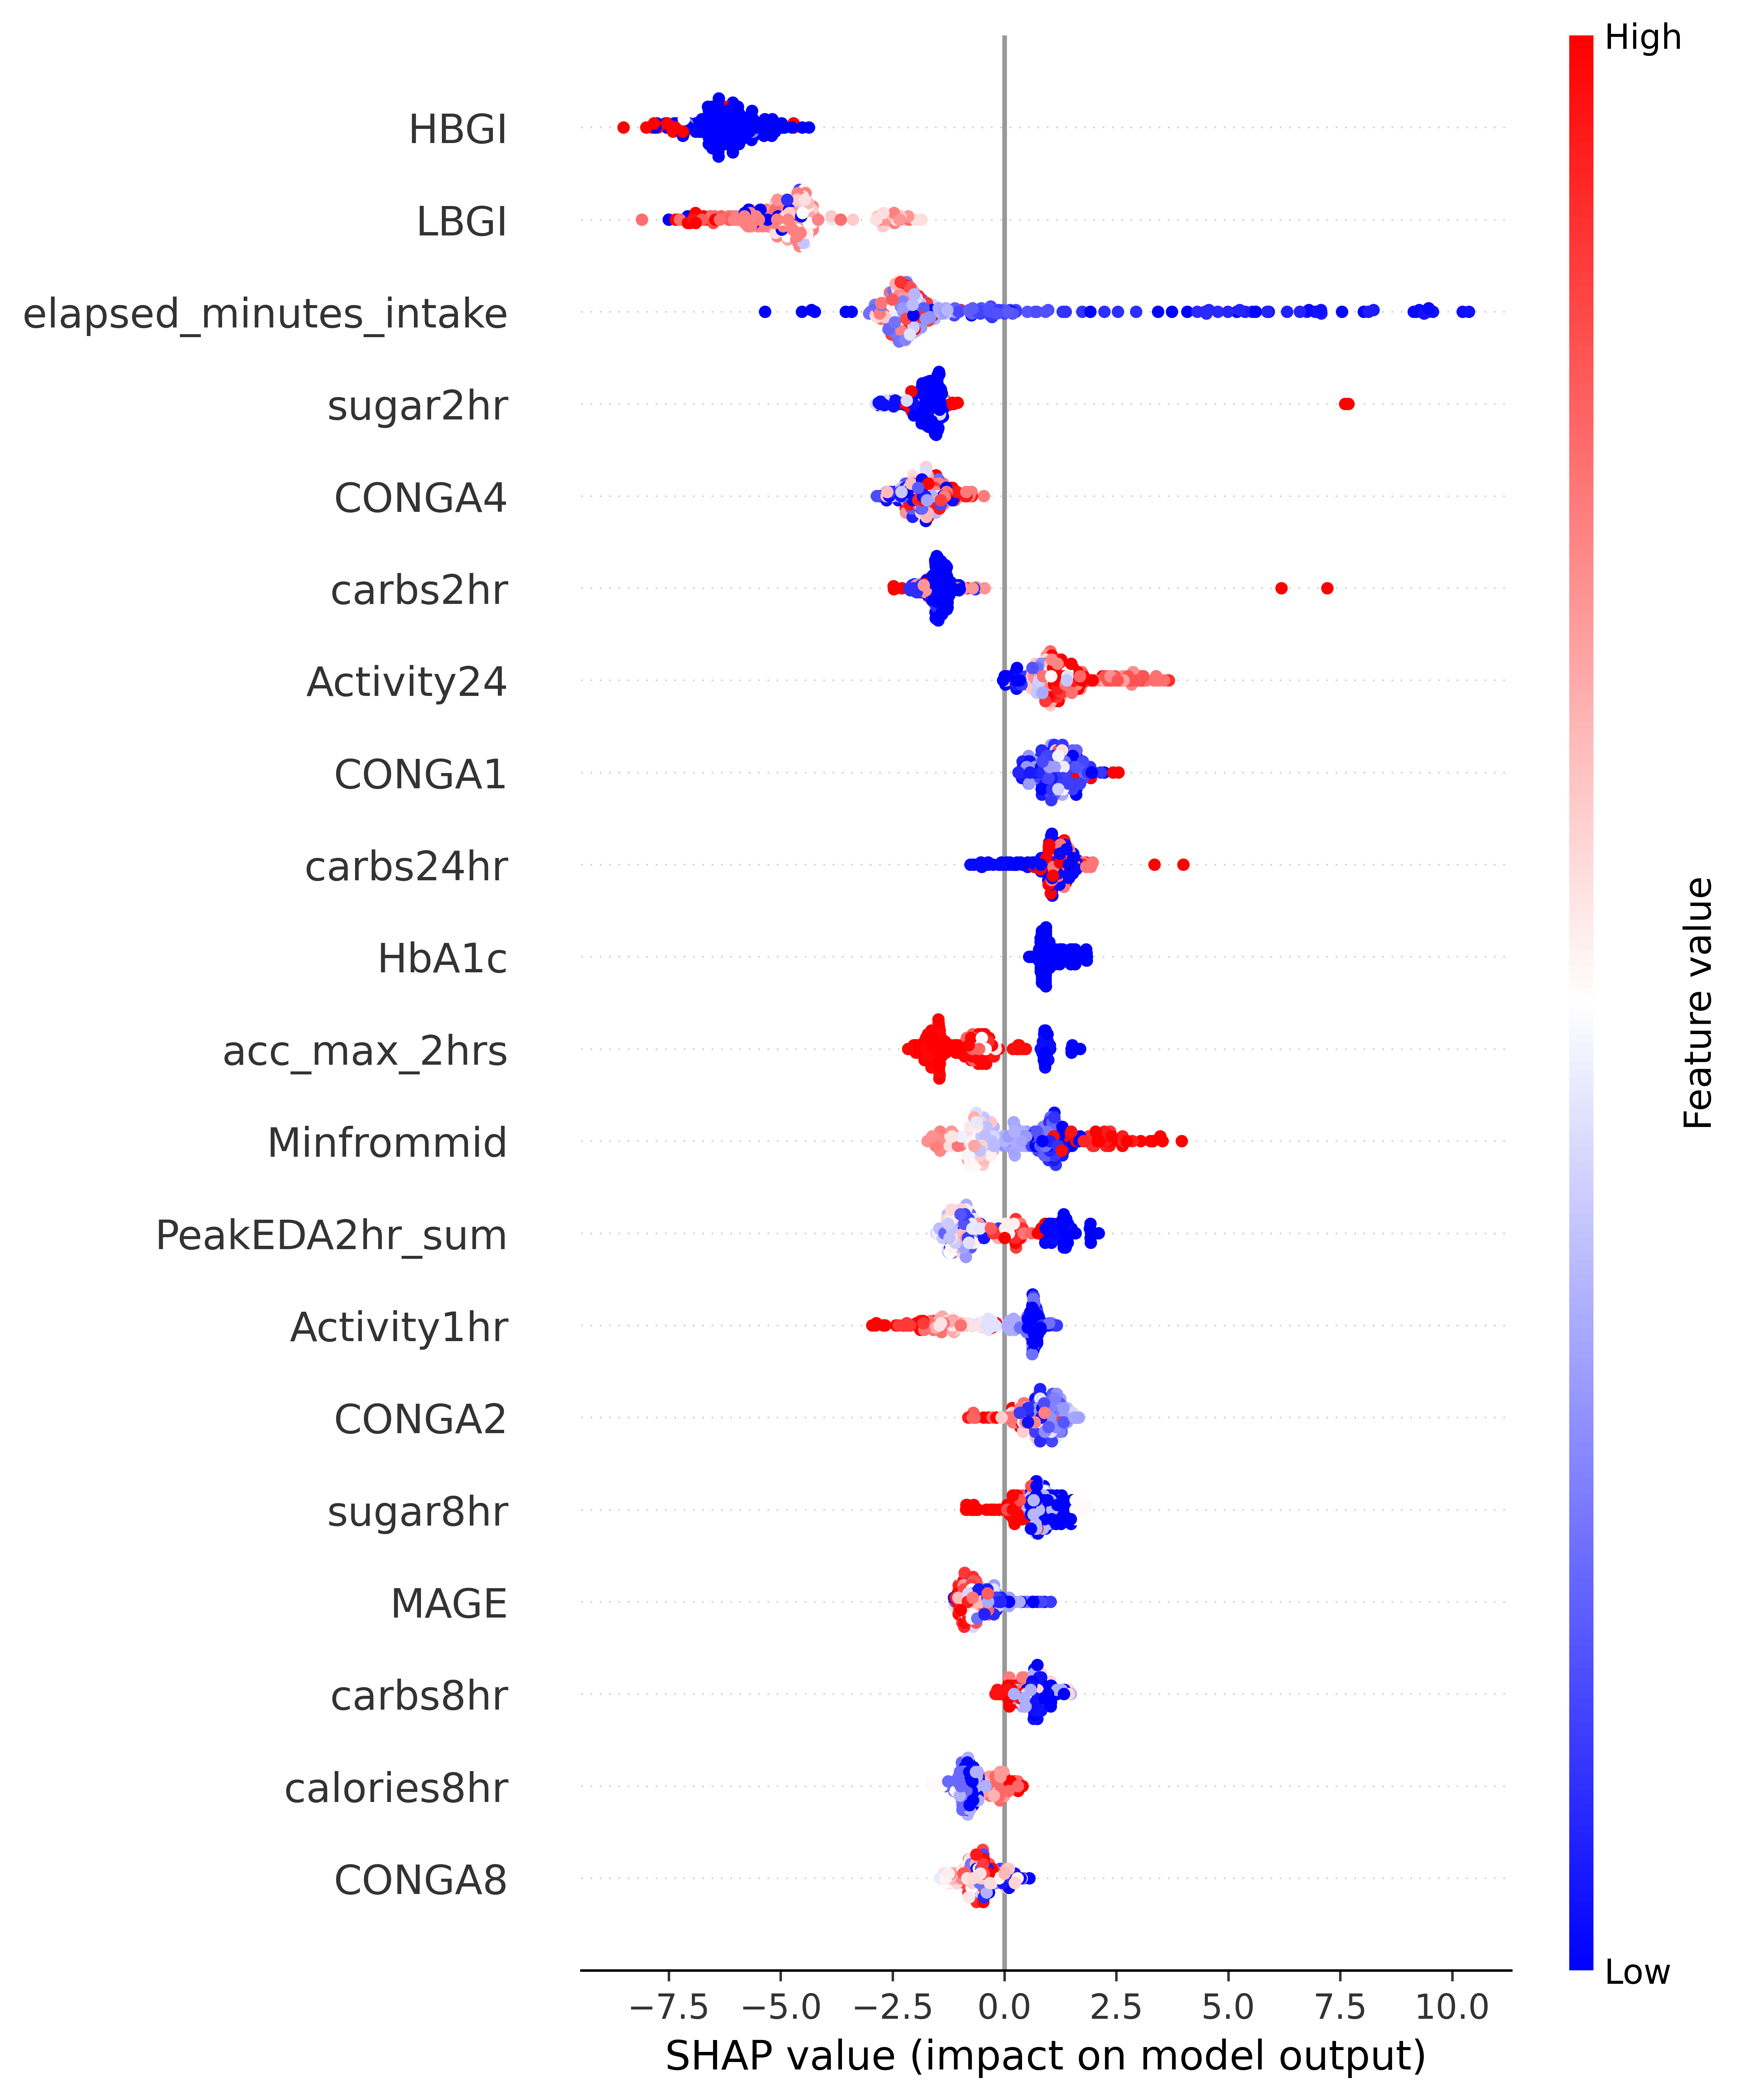 High
HBGI
LBGI
elapsed_minutes_intake
sugar2hr
CONGA4
carbs2hr
Activity24
CONGA1
carbs24hr
HbA1c
acc_max_2hrs
Minfrommid
PeakEDA2hr_sum
Activity1hr
CONGA2
sugar8hr
MAGE
carbs8hr
calories8hr
CONGA8
Feature value
Low
−7.5 −5.0 −2.5 0.0 2.5 5.0 7.5 10.0
SHAP value (impact on model output)